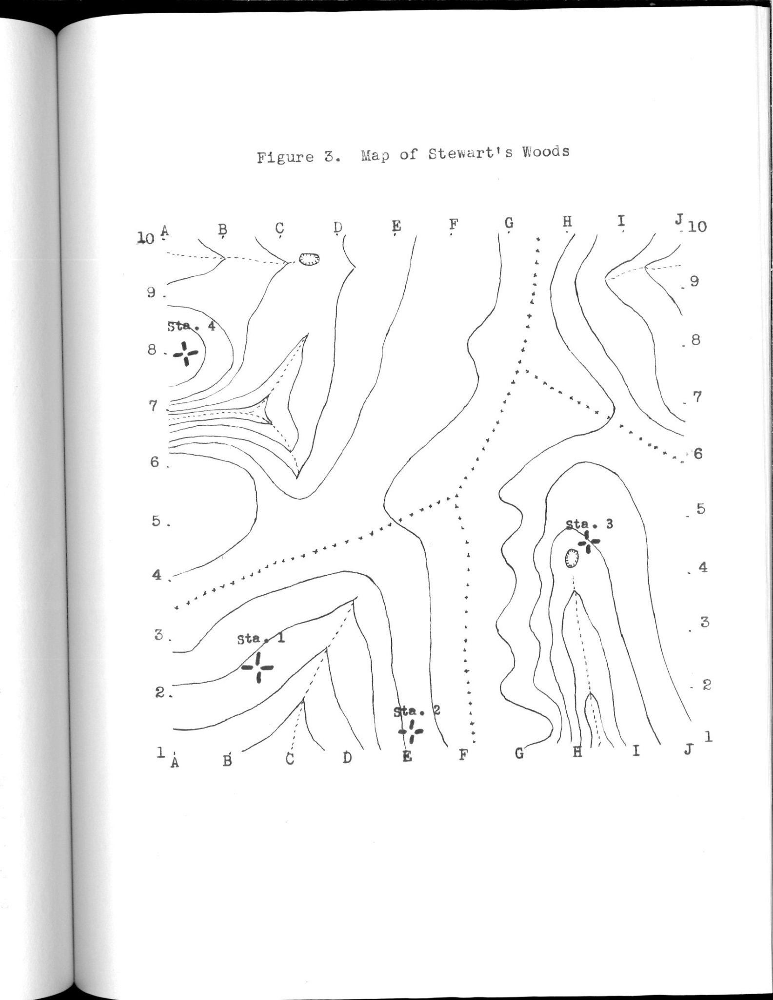 Figure 3. Map of Stewart's Woods
A B C D E F G H I J
10 10
9 9
Sta. 4
8 8
7 7
6 6
5 5
Sta. 3
4 4
3 3
Sta. 1
2 2
Sta. 2
1 1
A B C D E F G H I J